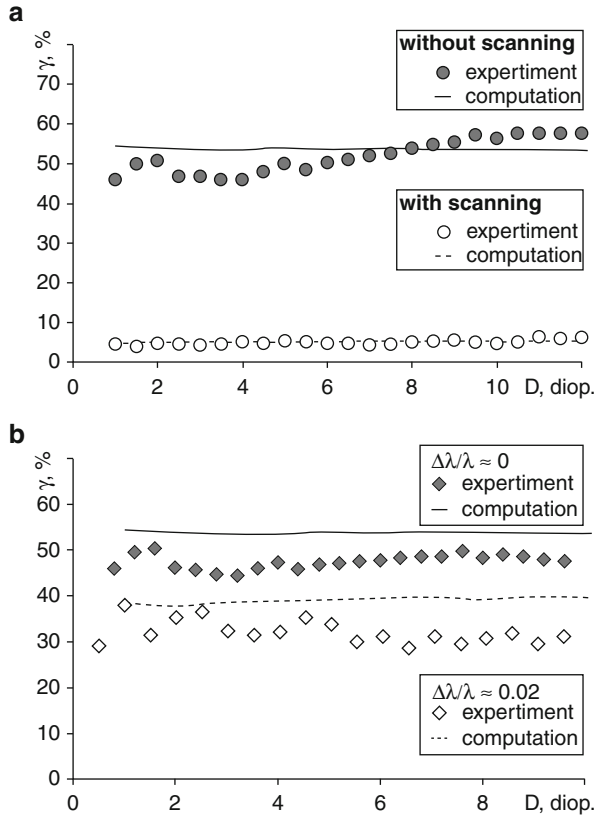 a
γ, %
without scanning
expertiment
computation
70
60
50
40
30
20
10
0
with scanning
expertiment
computation
0 2 4 6 8 10 D, diop.
b
γ, %
Δλ/λ ≈ 0
expertiment
computation
60
50
40
30
20
10
0
Δλ/λ ≈ 0.02
expertiment
computation
0 2 4 6 8 D, diop.